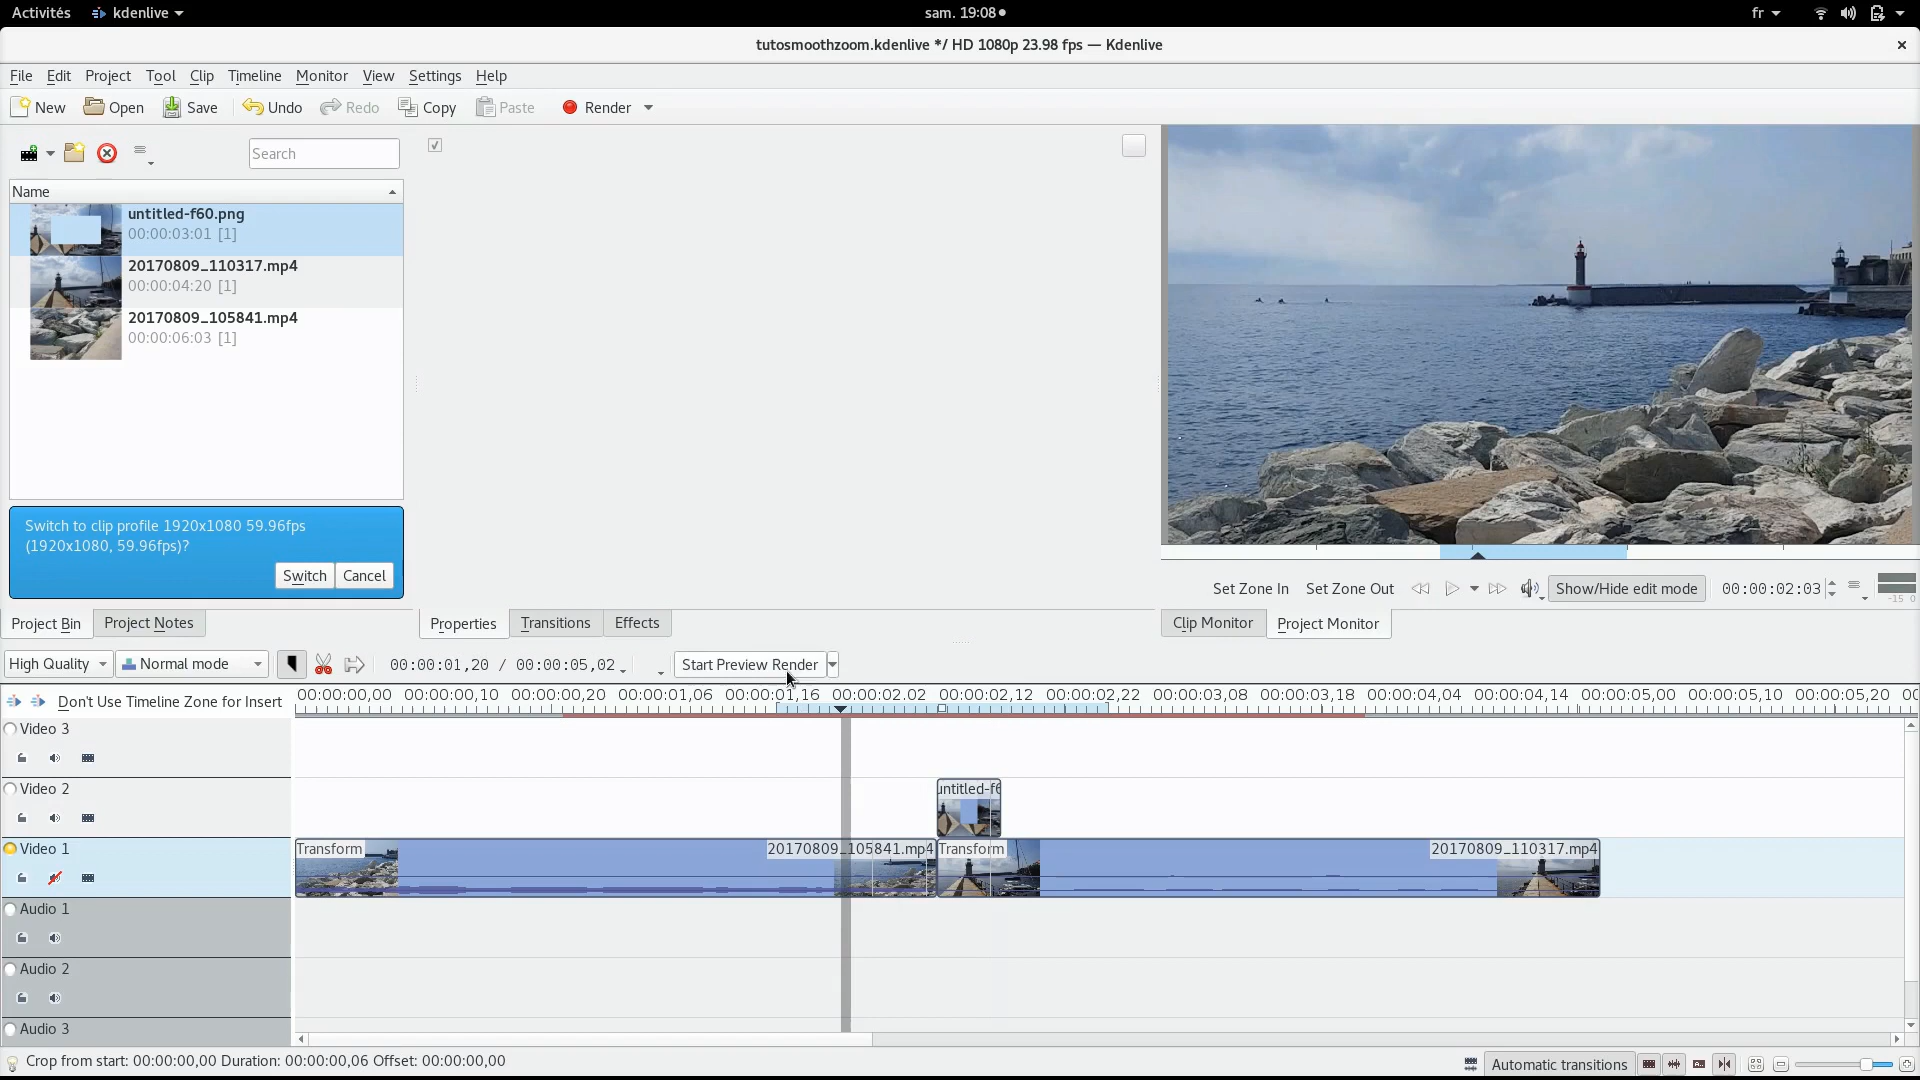 Activités kdenlive sam. 19:08 fr
tutosmoothzoom.kdenlive */ HD 1080p 23.98 fps — Kdenlive
File Edit Project Tool Clip Timeline Monitor View Settings Help
New Open Save Undo Redo Copy Paste Render
Search
Name
untitled-f60.png
00:00:03:01 [1]
20170809_110317.mp4
00:00:04:20 [1]
20170809_105841.mp4
00:00:06:03 [1]
Switch to clip profile 1920x1080 59.96fps
(1920x1080, 59.96fps)?
Switch Cancel
Set Zone In Set Zone Out Show/Hide edit mode 00:00:02:03
-15 0
Project Bin Project Notes Properties Transitions Effects Clip Monitor Project Monitor
High Quality Normal mode 00:00:01,20 / 00:00:05,02 Start Preview Render
Don't Use Timeline Zone for Insert 00:00:00,00 00:00:00,10 00:00:00,20 00:00:01,06 00:00:01,16 00:00:02,02 00:00:02,12 00:00:02,22 00:00:03,08 00:00:03,18 00:00:04,04 00:00:04,14 00:00:05,00 00:00:05,10 00:00:05,20 00
Video 3
Video 2 untitled-f6
Video 1 Transform 20170809_105841.mp4 Transform 20170809_110317.mp4
Audio 1
Audio 2
Audio 3
Crop from start: 00:00:00,00 Duration: 00:00:00,06 Offset: 00:00:00,00 Automatic transitions